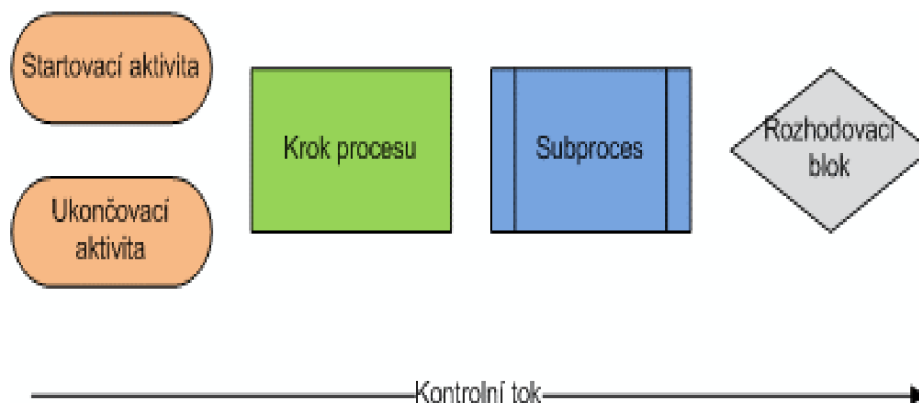 Startovací aktivita
Ukončovací
aktivita
Krok procesu
Subproces
Rozhodovací
blok
Kontrolní tok